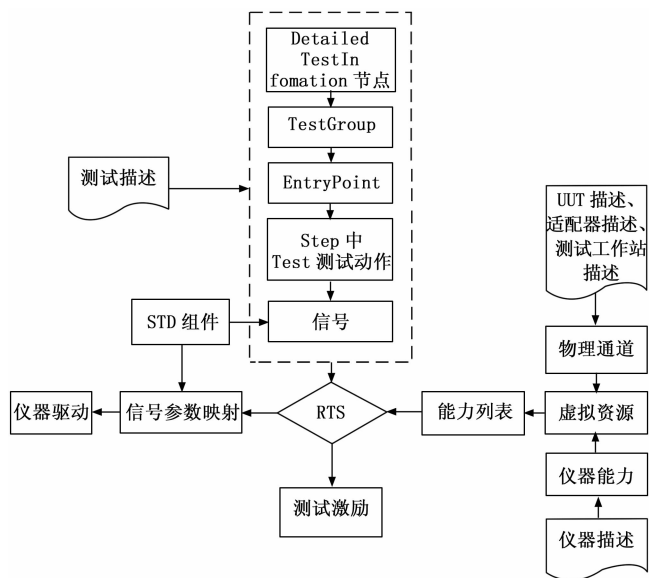 Detailed
TestIn
fomation 节点
TestGroup
EntryPoint
Step 中
Test 测试动作
信号
测试描述
STD 组件
UUT 描述、
适配器描述、
测试工作站
描述
物理通道
仪器驱动
信号参数映射
RTS
能力列表
虚拟资源
测试激励
仪器能力
仪器描述